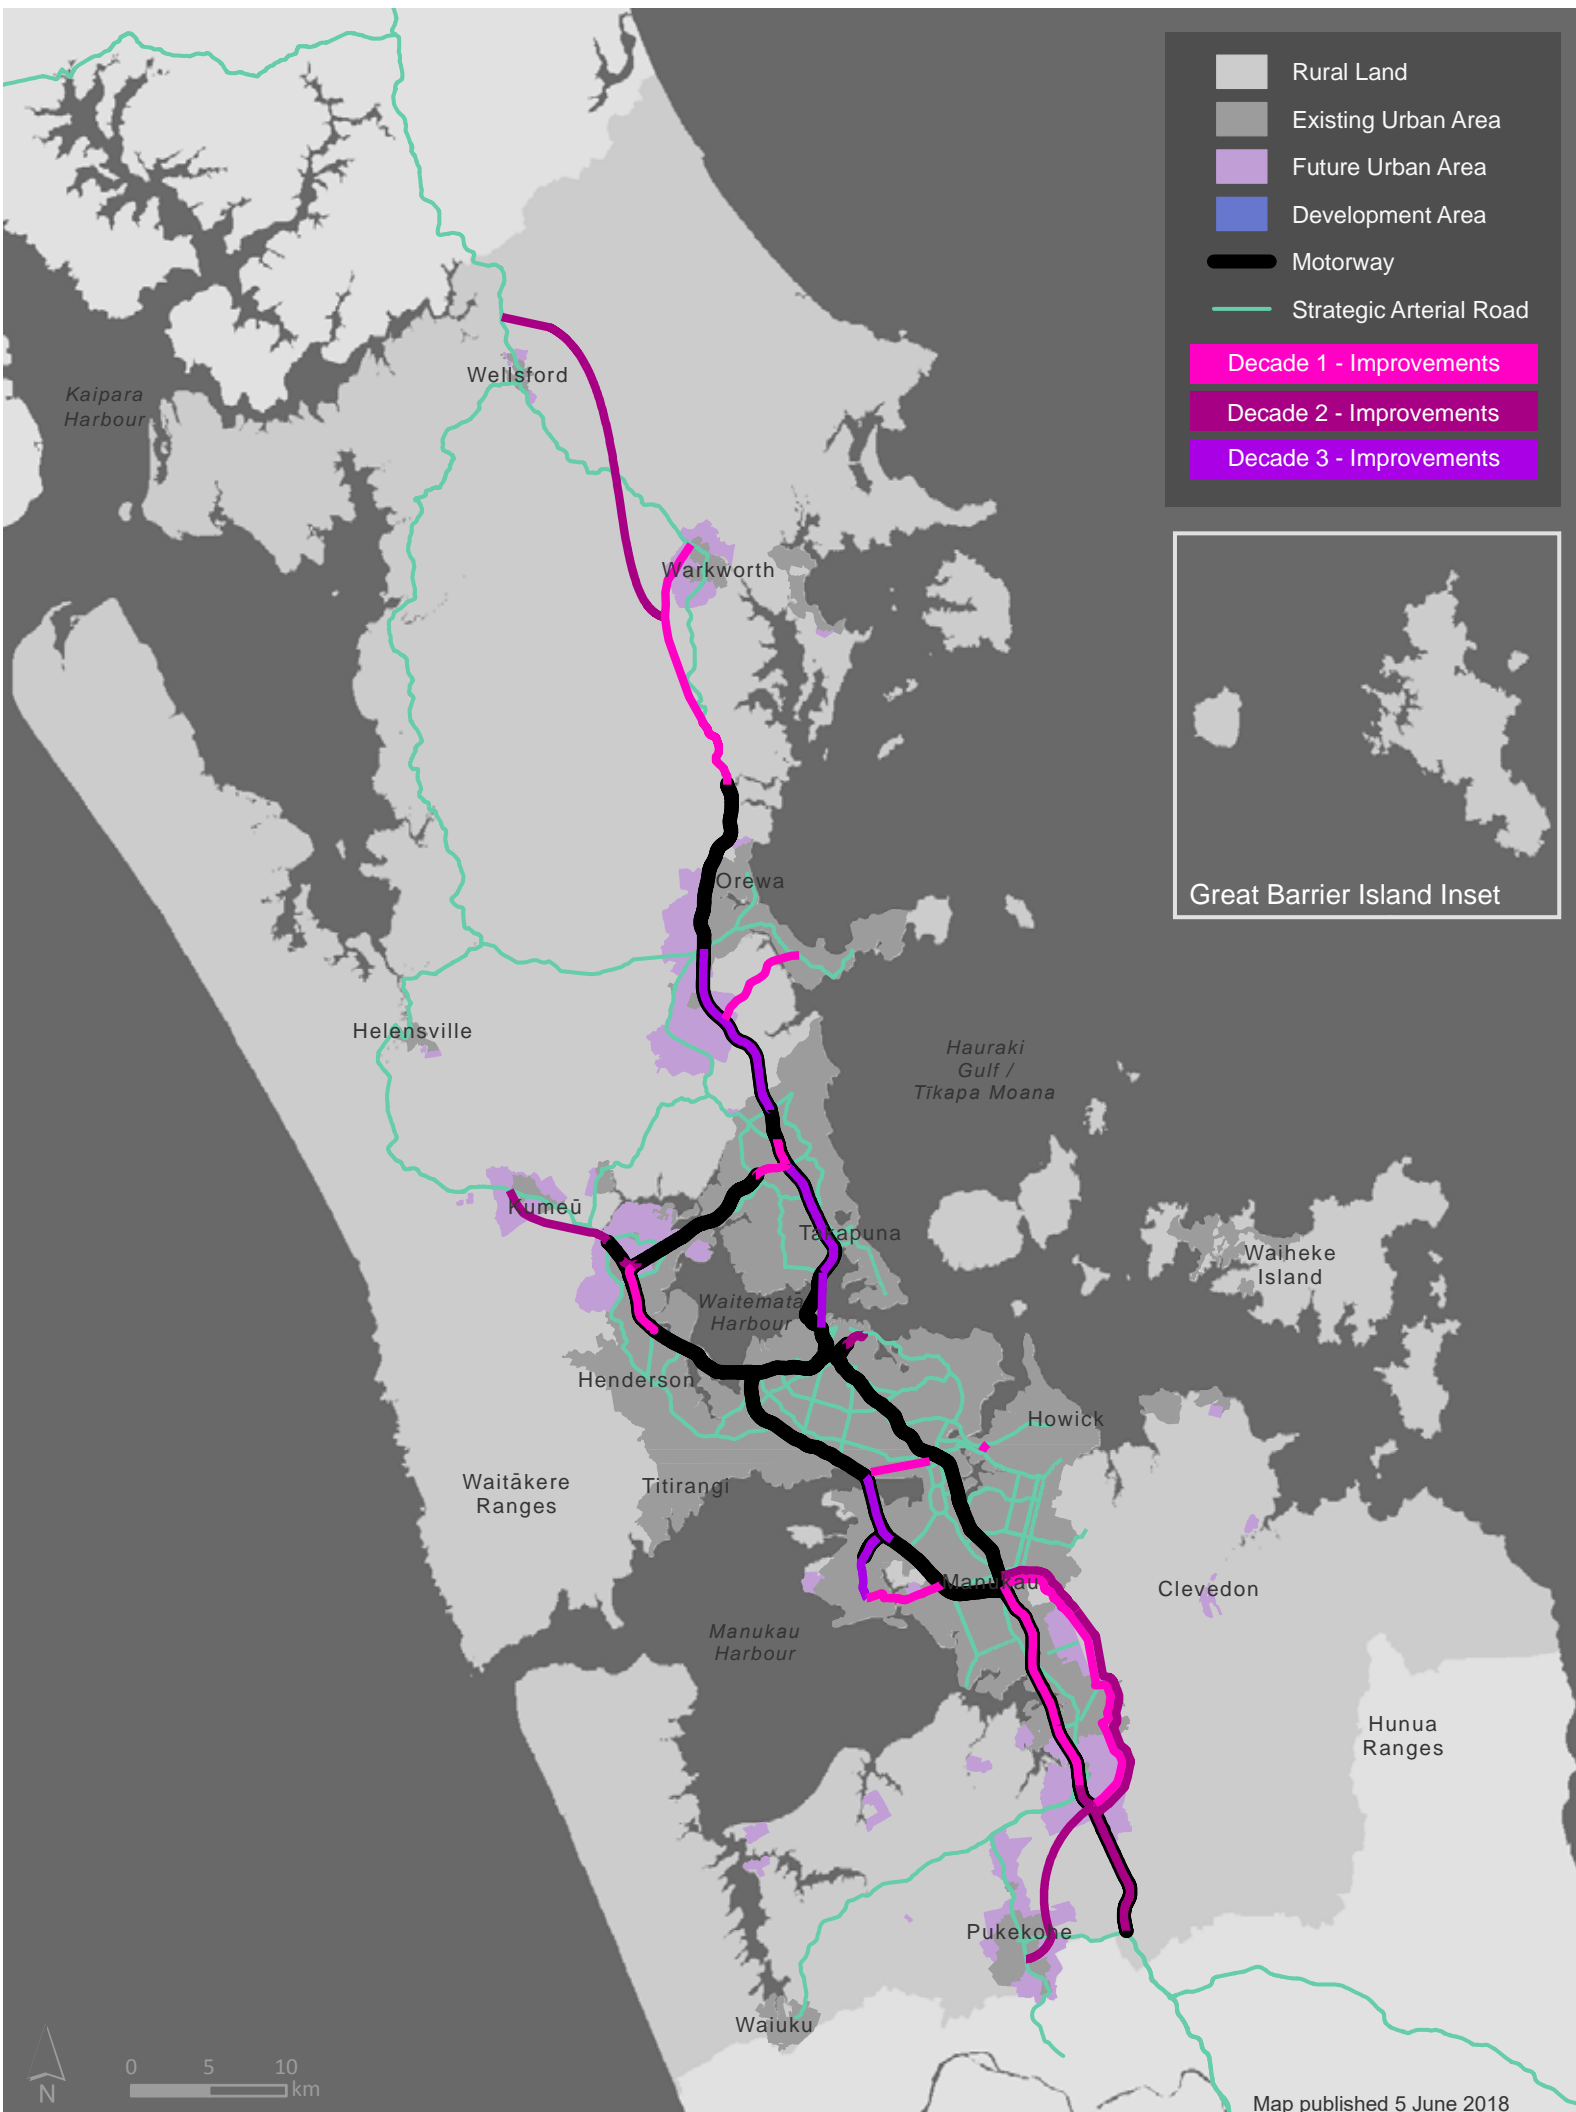 Rural Land
Existing Urban Area
Future Urban Area
Development Area
Motorway
Strategic Arterial Road
Decade 1 - Improvements
Decade 2 - Improvements
Decade 3 - Improvements
Wellsford
Kaipara
Harbour
Warkworth
Great Barrier Island Inset
Orewa
Helensville
Hauraki
Gulf /
Tīkapa Moana
Kumeū
Takapuna
Waiheke
Island
Waitematā
Harbour
Henderson
Howick
Waitākere
Ranges
Titirangi
Manukau
Clevedon
Manukau
Harbour
Hunua
Ranges
Pukekohe
Waiuku
0 5 10
km
N
Map published 5 June 2018